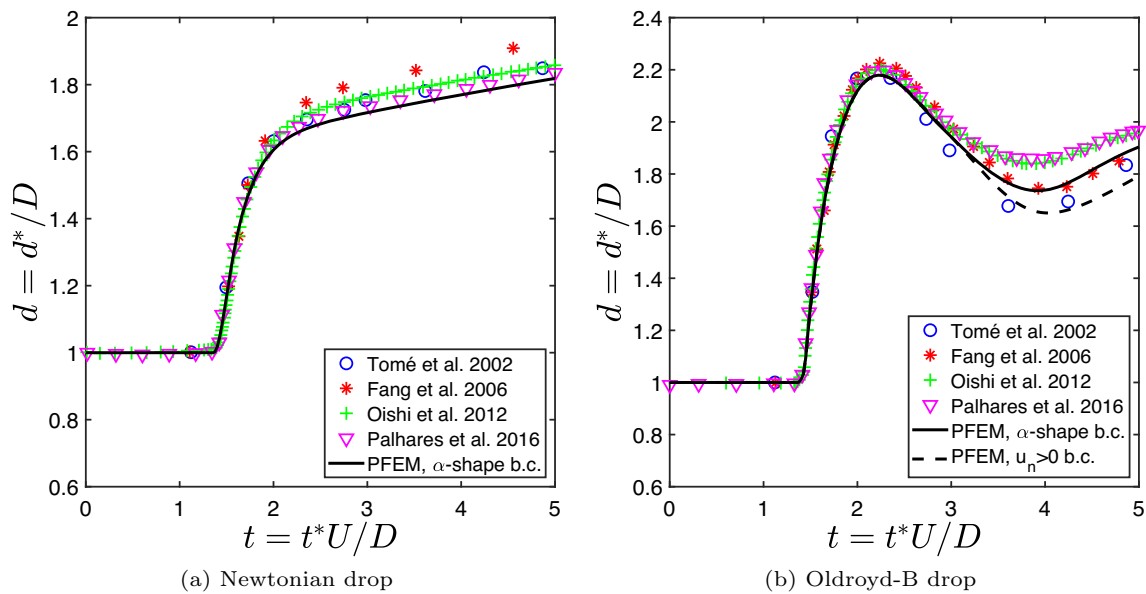 2
1.8
1.6
1.4
1.2
1
0.8
0.6
d = d*/D
0 1 2 3 4 5
t = t*U/D
Tomé et al. 2002
Fang et al. 2006
Oishi et al. 2012
Palhares et al. 2016
PFEM, α-shape b.c.
(a) Newtonian drop
2.4
2.2
2
1.8
1.6
1.4
1.2
1
0.8
0.6
d = d*/D
0 1 2 3 4 5
t = t*U/D
Tomé et al. 2002
Fang et al. 2006
Oishi et al. 2012
Palhares et al. 2016
PFEM, α-shape b.c.
PFEM, uₙ>0 b.c.
(b) Oldroyd-B drop